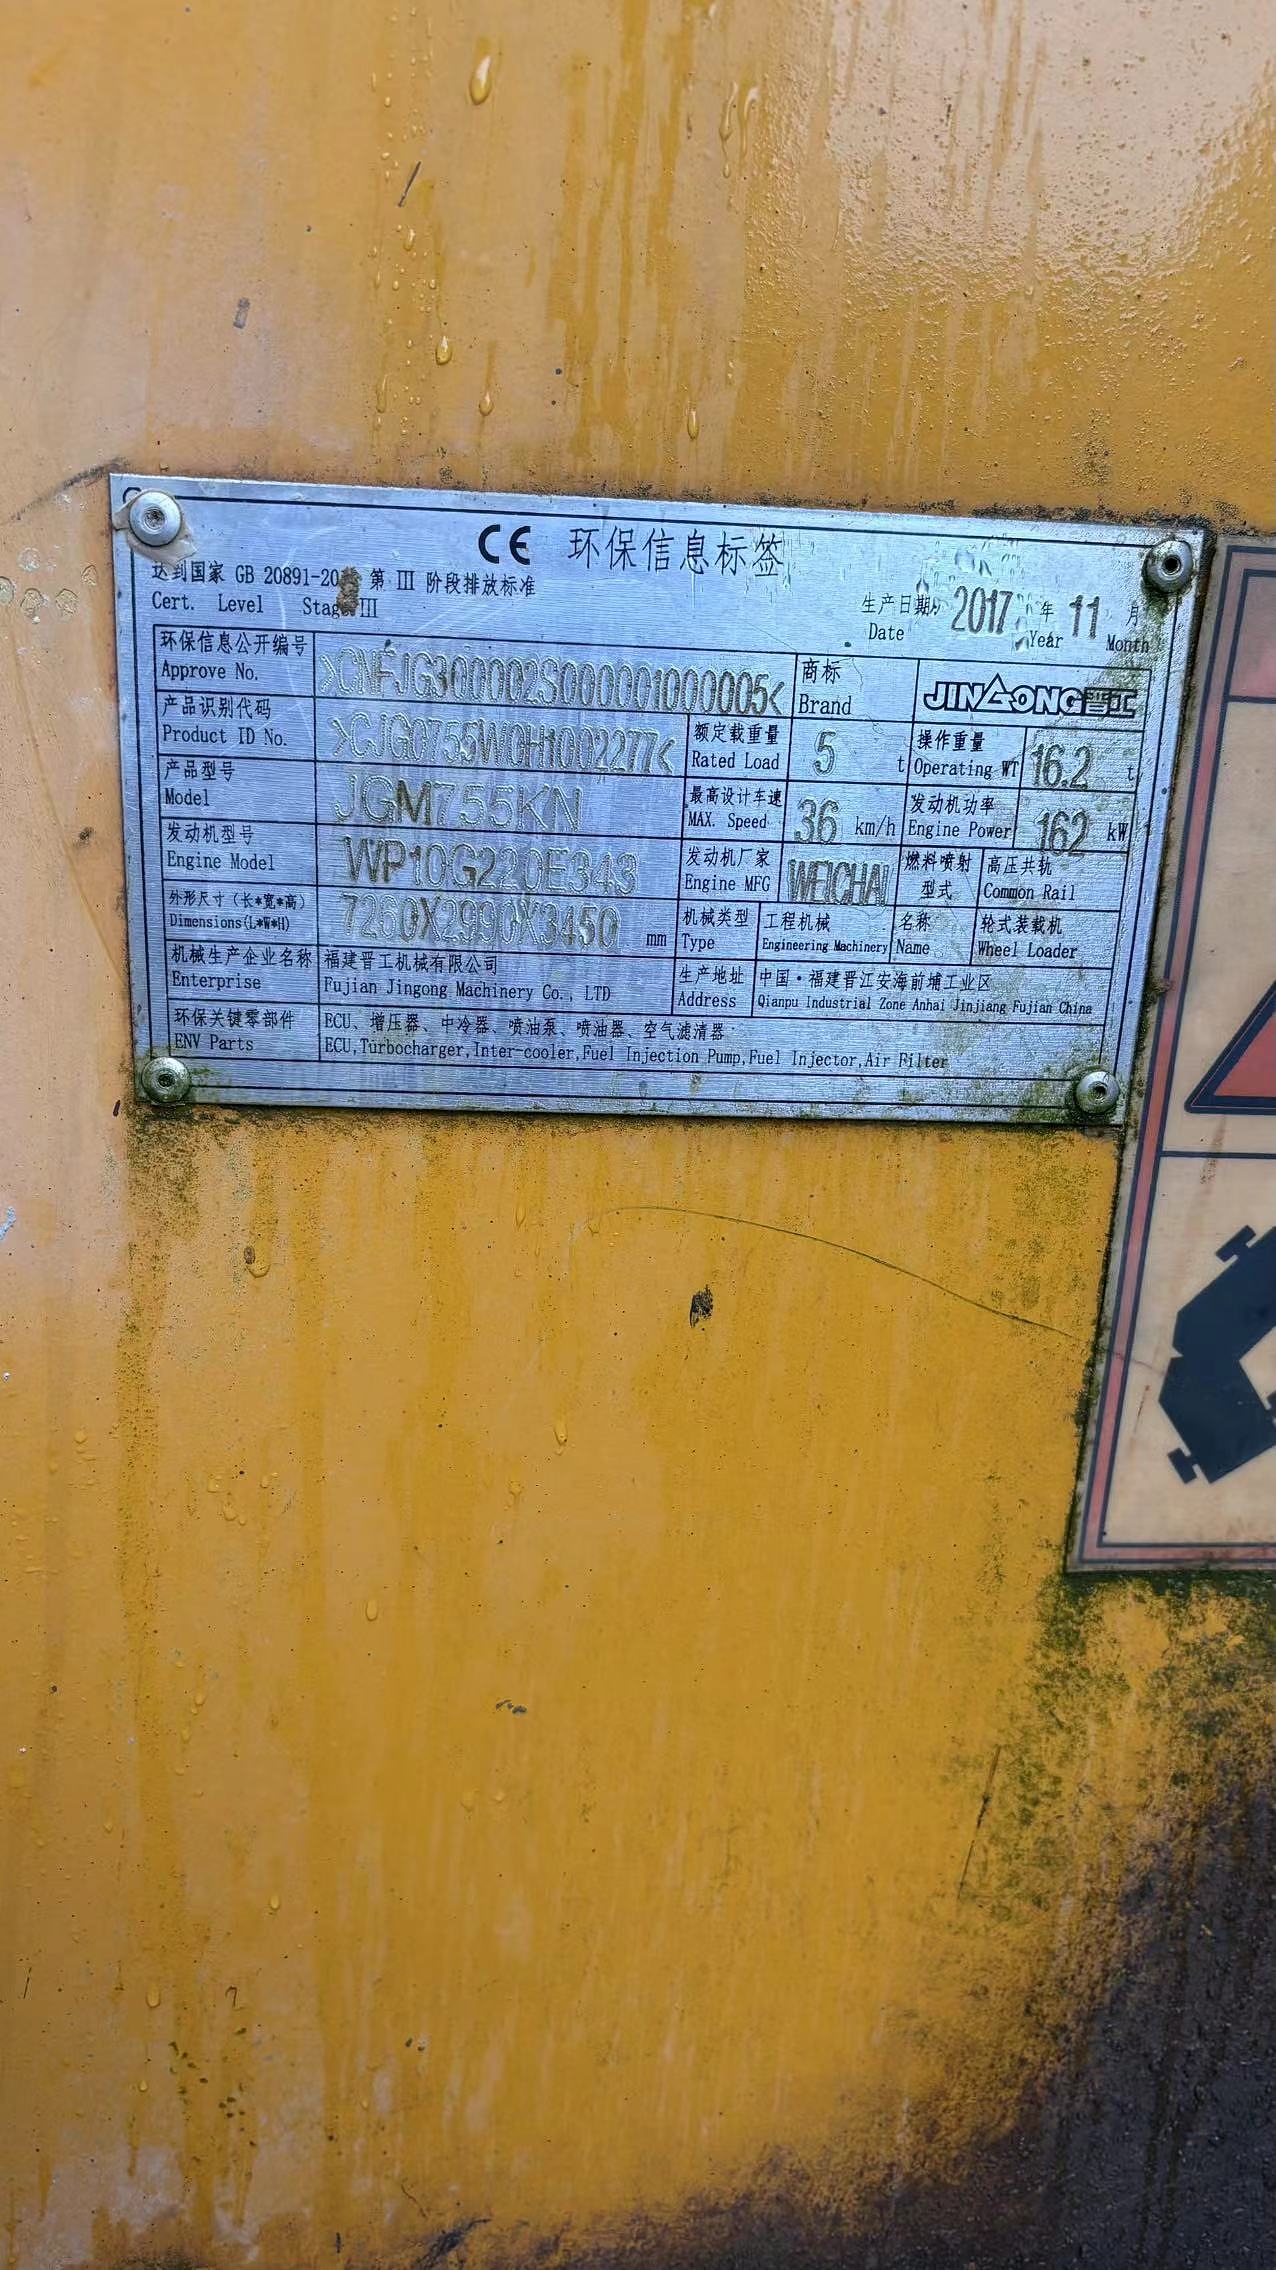 CE 环保信息标签
达到国家 GB 20891-20 第 III 阶段排放标准
Cert. Level Stage III
生产日期 2017 年 11 月
Date Year Month
环保信息公开编号 >CNFJG300002S000001000005< 商标 JINGONG晋工
Approve No. Brand
产品识别代码 >CJG0755W0H1002277< 额定载重量 5 t 操作重量 16.2 t
Product ID No. Rated Load Operating WT
产品型号 JGM755KN 最高设计车速 36 km/h 发动机功率 162 kW
Model MAX. Speed Engine Power
发动机型号 WP10G220E343 发动机厂家 WEICHAI 燃料喷射型式 高压共轨
Engine Model Engine MFG Common Rail
外形尺寸(长*宽*高) 7260X2990X3450 mm 机械类型 工程机械 名称 轮式装载机
Dimensions(L*W*H) Type Engineering Machinery Name Wheel Loader
机械生产企业名称 福建晋工机械有限公司 生产地址 中国·福建晋江安海前埔工业区
Enterprise Fujian Jingong Machinery Co., LTD Address Qianpu Industrial Zone Anhai Jinjiang Fujian China
环保关键零部件 ECU、增压器、中冷器、喷油泵、喷油器、空气滤清器
ENV Parts ECU,Turbocharger,Inter-cooler,Fuel Injection Pump,Fuel Injector,Air Filter